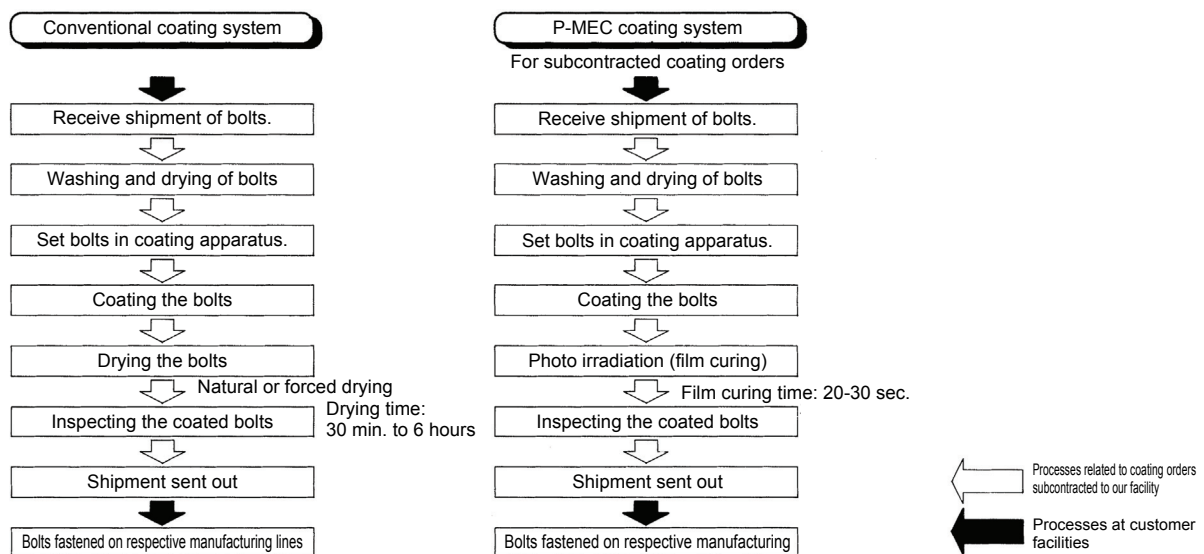 Conventional coating system
Receive shipment of bolts.
Washing and drying of bolts
Set bolts in coating apparatus.
Coating the bolts
Drying the bolts
Natural or forced drying
Drying time:
30 min. to 6 hours
Inspecting the coated bolts
Shipment sent out
Bolts fastened on respective manufacturing lines
P-MEC coating system
For subcontracted coating orders
Receive shipment of bolts.
Washing and drying of bolts
Set bolts in coating apparatus.
Coating the bolts
Photo irradiation (film curing)
Film curing time: 20-30 sec.
Inspecting the coated bolts
Shipment sent out
Bolts fastened on respective manufacturing
Processes related to coating orders
subcontracted to our facility
Processes at customer
facilities